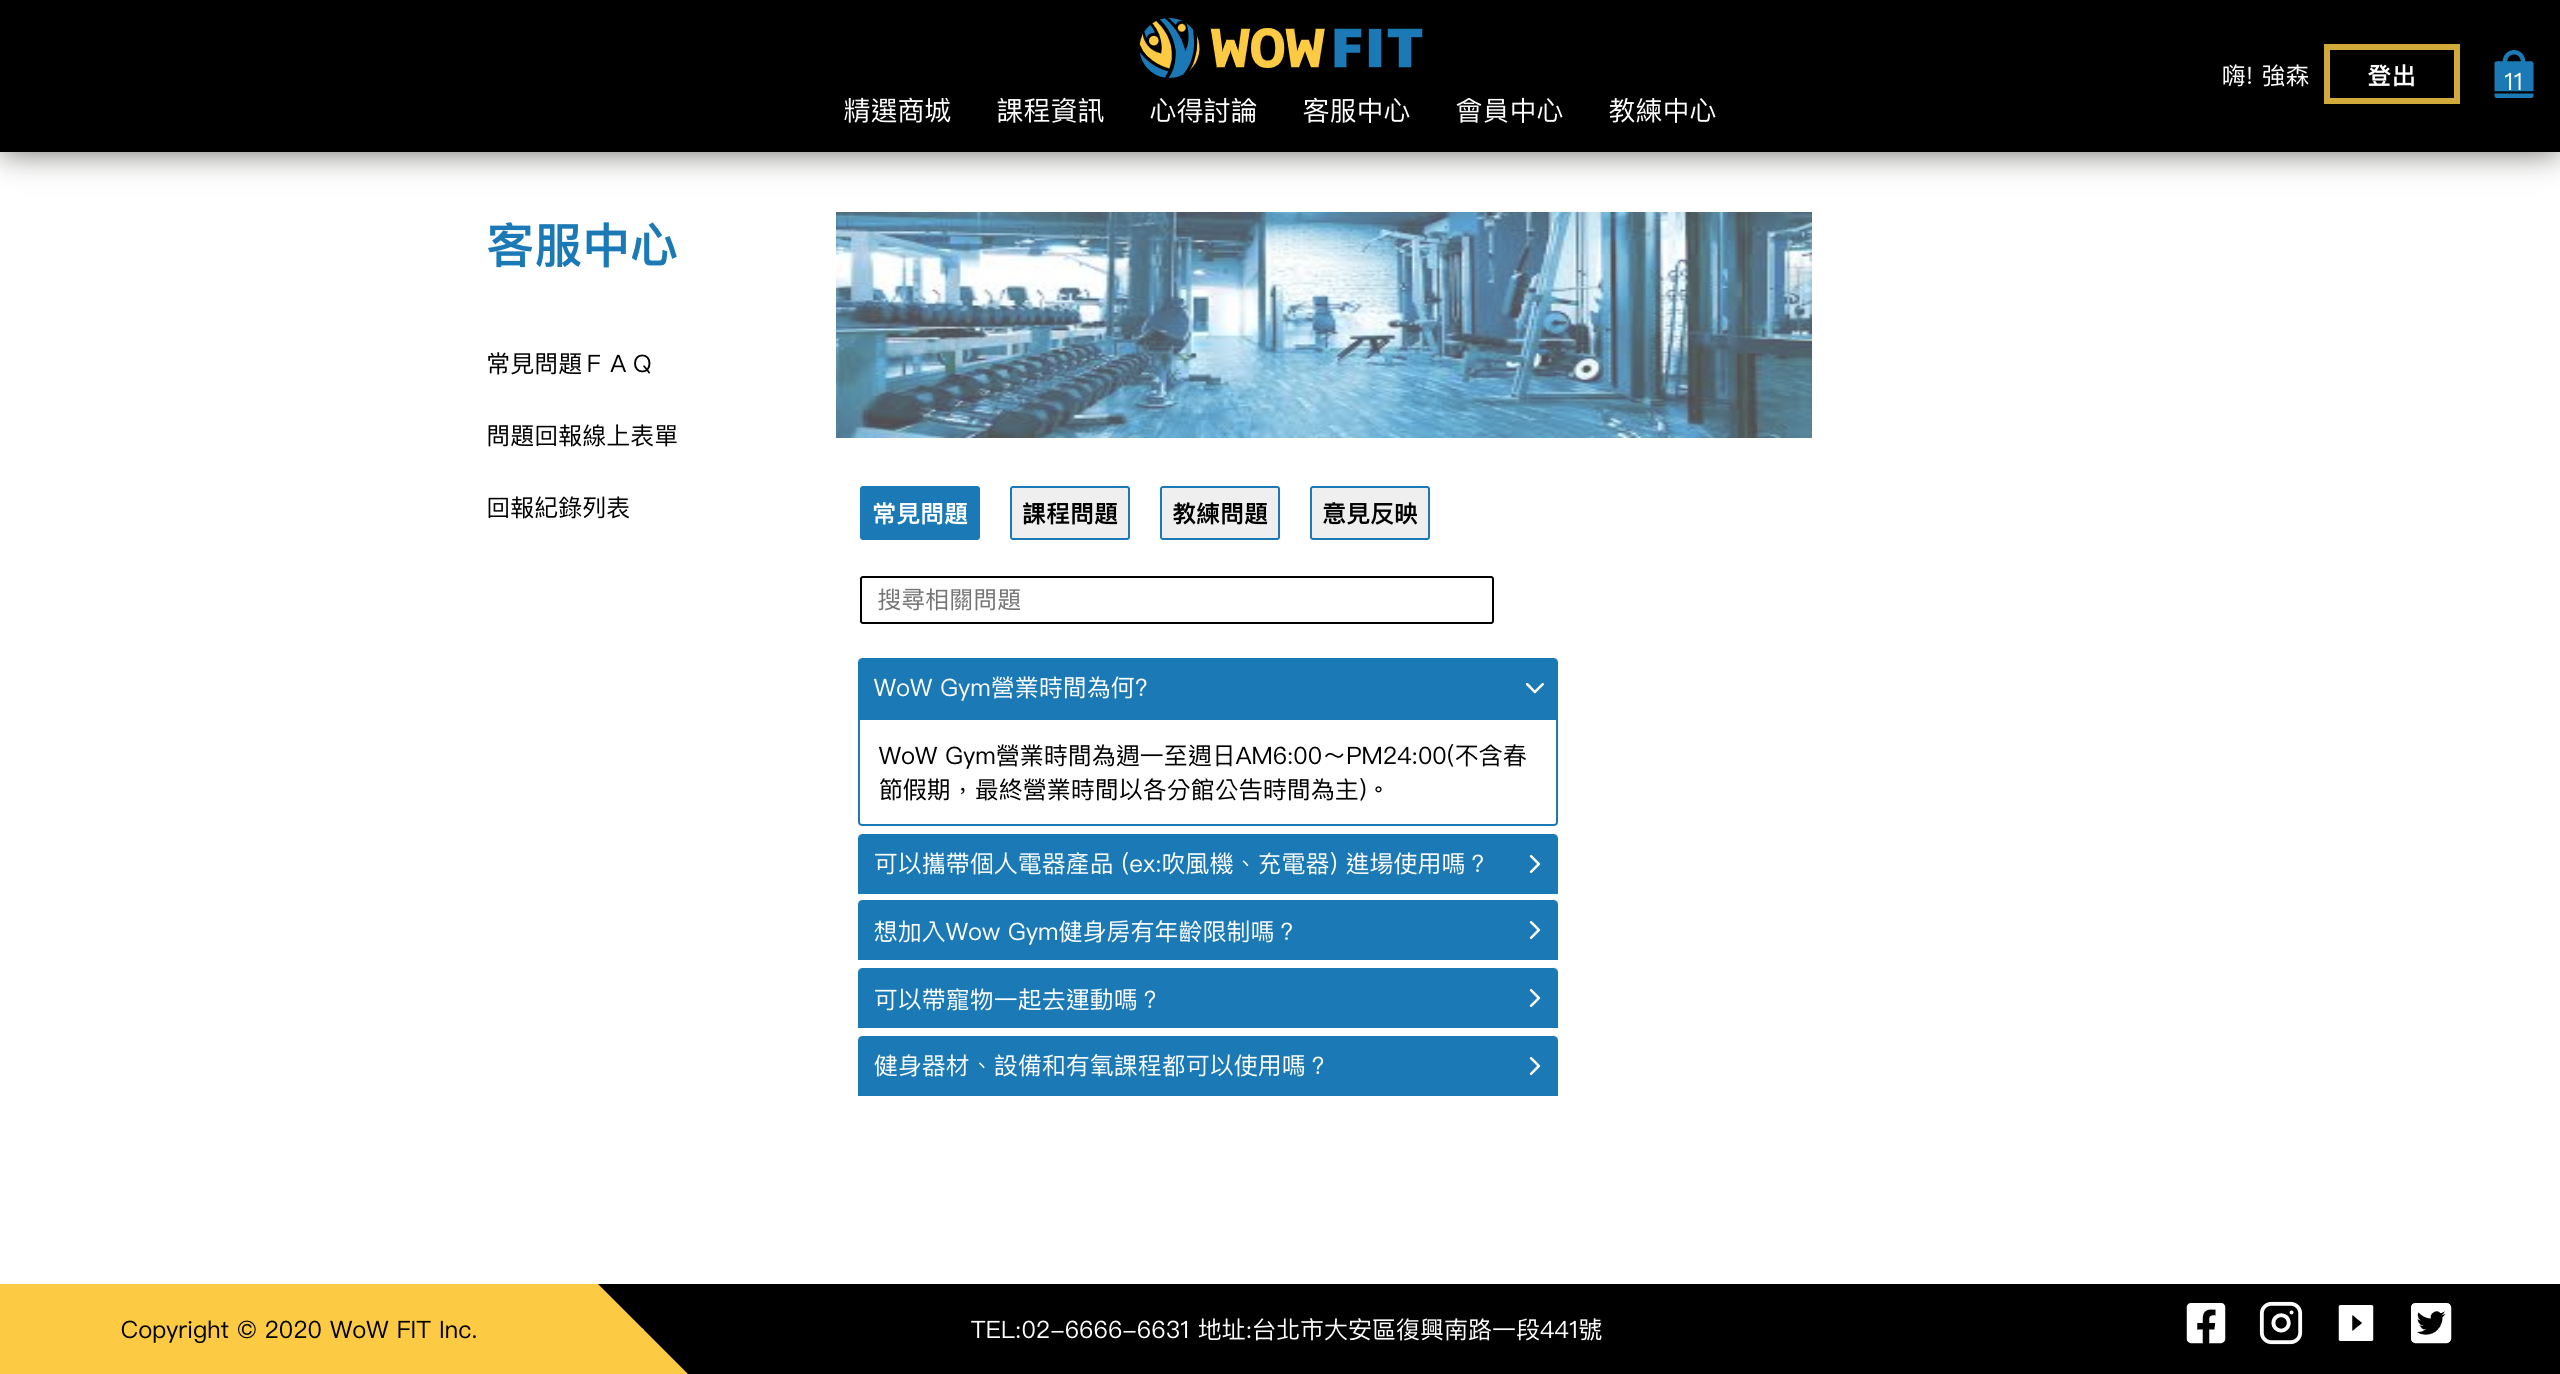 WOWFIT
嗨! 強森
登出
11
精選商城 課程資訊 心得討論 客服中心 會員中心 教練中心
客服中心
常見問題ＦＡＱ
問題回報線上表單
回報紀錄列表
常見問題 課程問題 教練問題 意見反映
搜尋相關問題
WoW Gym營業時間為何?
WoW Gym營業時間為週一至週日AM6:00～PM24:00(不含春
節假期，最終營業時間以各分館公告時間為主)。
可以攜帶個人電器產品 (ex:吹風機、充電器) 進場使用嗎？
想加入Wow Gym健身房有年齡限制嗎？
可以帶寵物一起去運動嗎？
健身器材、設備和有氧課程都可以使用嗎？
Copyright © 2020 WoW FIT Inc.
TEL:02-6666-6631 地址:台北市大安區復興南路一段441號